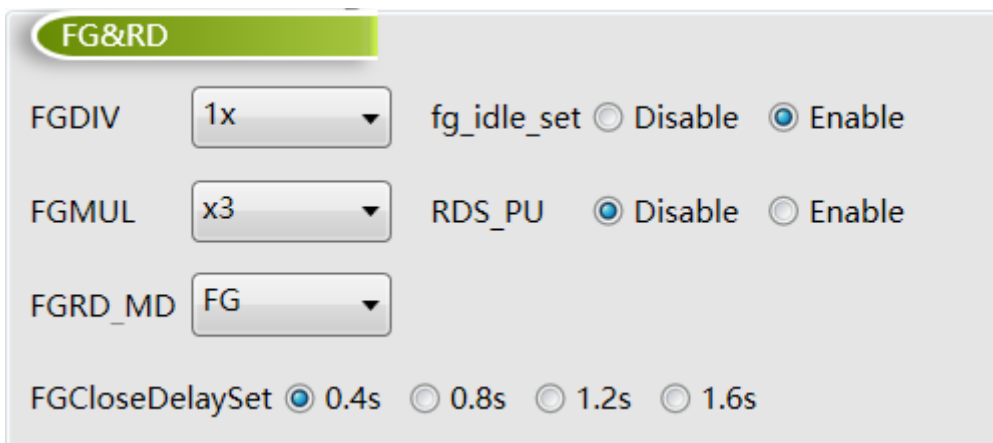 FG&RD
FGDIV 1x fg_idle_set Disable Enable
FGMUL x3 RDS_PU Disable Enable
FGRD_MD FG
FGCloseDelaySet 0.4s 0.8s 1.2s 1.6s